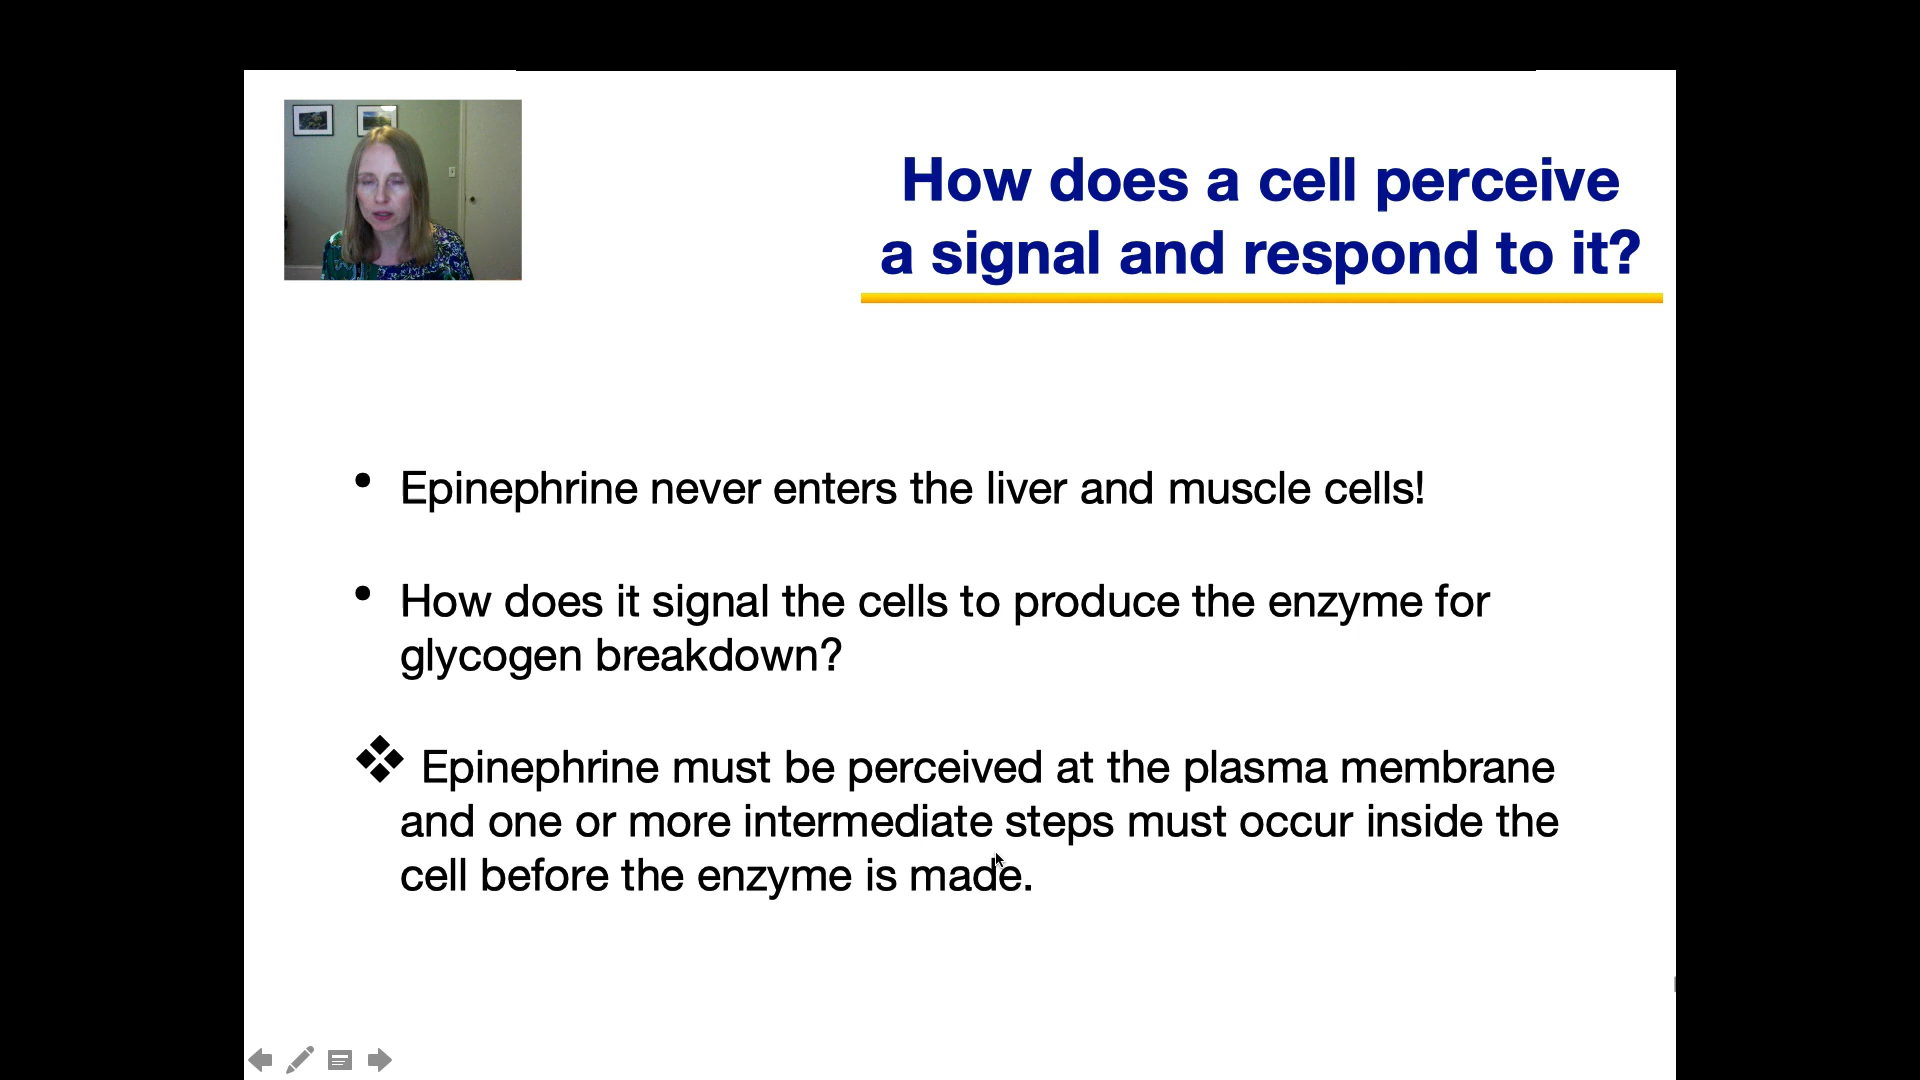 How does a cell perceive
a signal and respond to it?
• Epinephrine never enters the liver and muscle cells!
• How does it signal the cells to produce the enzyme for
glycogen breakdown?
❖ Epinephrine must be perceived at the plasma membrane
and one or more intermediate steps must occur inside the
cell before the enzyme is made.